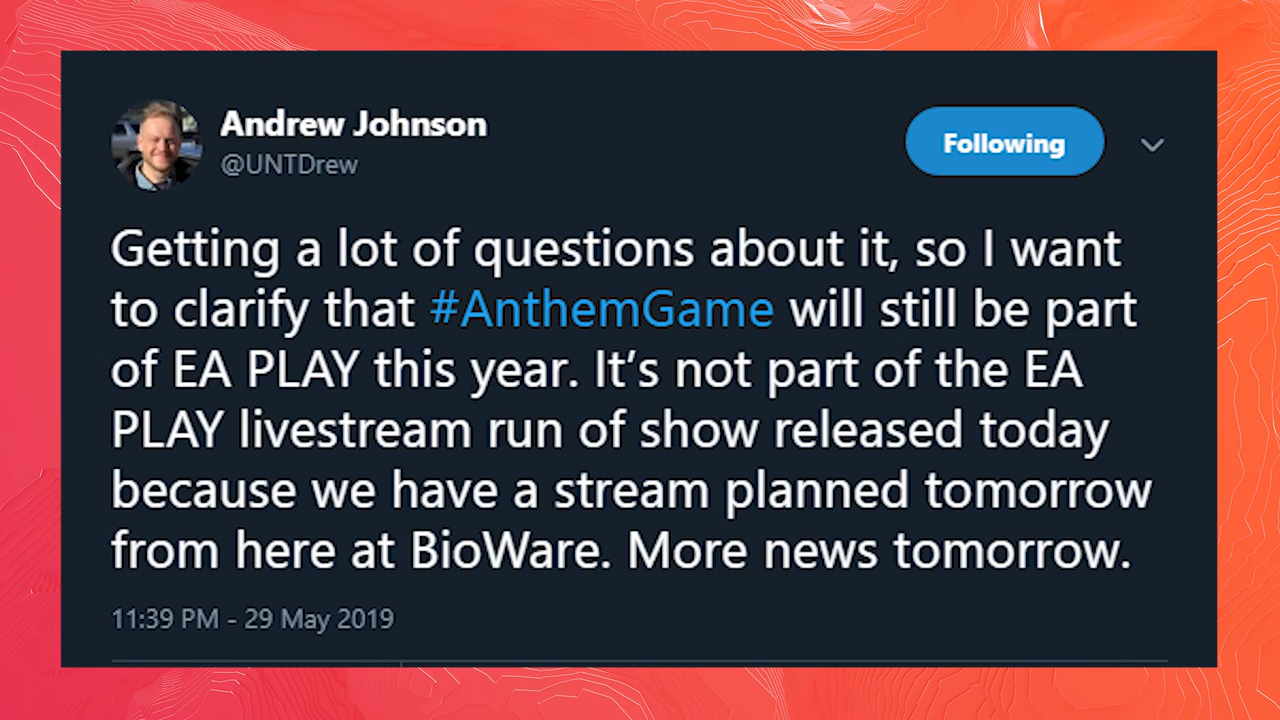 Andrew Johnson
@UNTDrew
Following
Getting a lot of questions about it, so I want
to clarify that #AnthemGame will still be part
of EA PLAY this year. It’s not part of the EA
PLAY livestream run of show released today
because we have a stream planned tomorrow
from here at BioWare. More news tomorrow.
11:39 PM - 29 May 2019